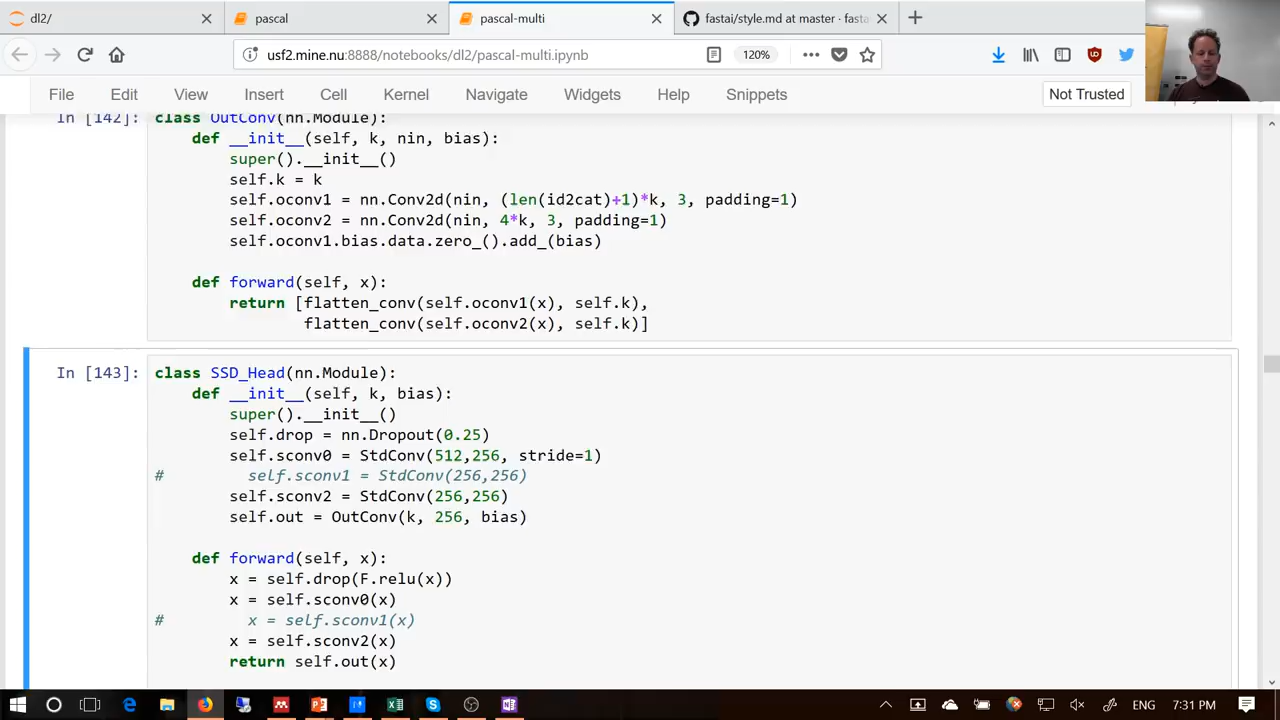 dl2/
pascal
pascal-multi
fastai/style.md at master · fasta
usf2.mine.nu:8888/notebooks/dl2/pascal-multi.ipynb
120%
File Edit View Insert Cell Kernel Navigate Widgets Help Snippets
Not Trusted
In [142]: class OutConv(nn.Module):
def __init__(self, k, nin, bias):
super().__init__()
self.k = k
self.oconv1 = nn.Conv2d(nin, (len(id2cat)+1)*k, 3, padding=1)
self.oconv2 = nn.Conv2d(nin, 4*k, 3, padding=1)
self.oconv1.bias.data.zero_().add_(bias)
def forward(self, x):
return [flatten_conv(self.oconv1(x), self.k),
flatten_conv(self.oconv2(x), self.k)]
In [143]: class SSD_Head(nn.Module):
def __init__(self, k, bias):
super().__init__()
self.drop = nn.Dropout(0.25)
self.sconv0 = StdConv(512,256, stride=1)
# self.sconv1 = StdConv(256,256)
self.sconv2 = StdConv(256,256)
self.out = OutConv(k, 256, bias)
def forward(self, x):
x = self.drop(F.relu(x))
x = self.sconv0(x)
# x = self.sconv1(x)
x = self.sconv2(x)
return self.out(x)
ENG 7:31 PM